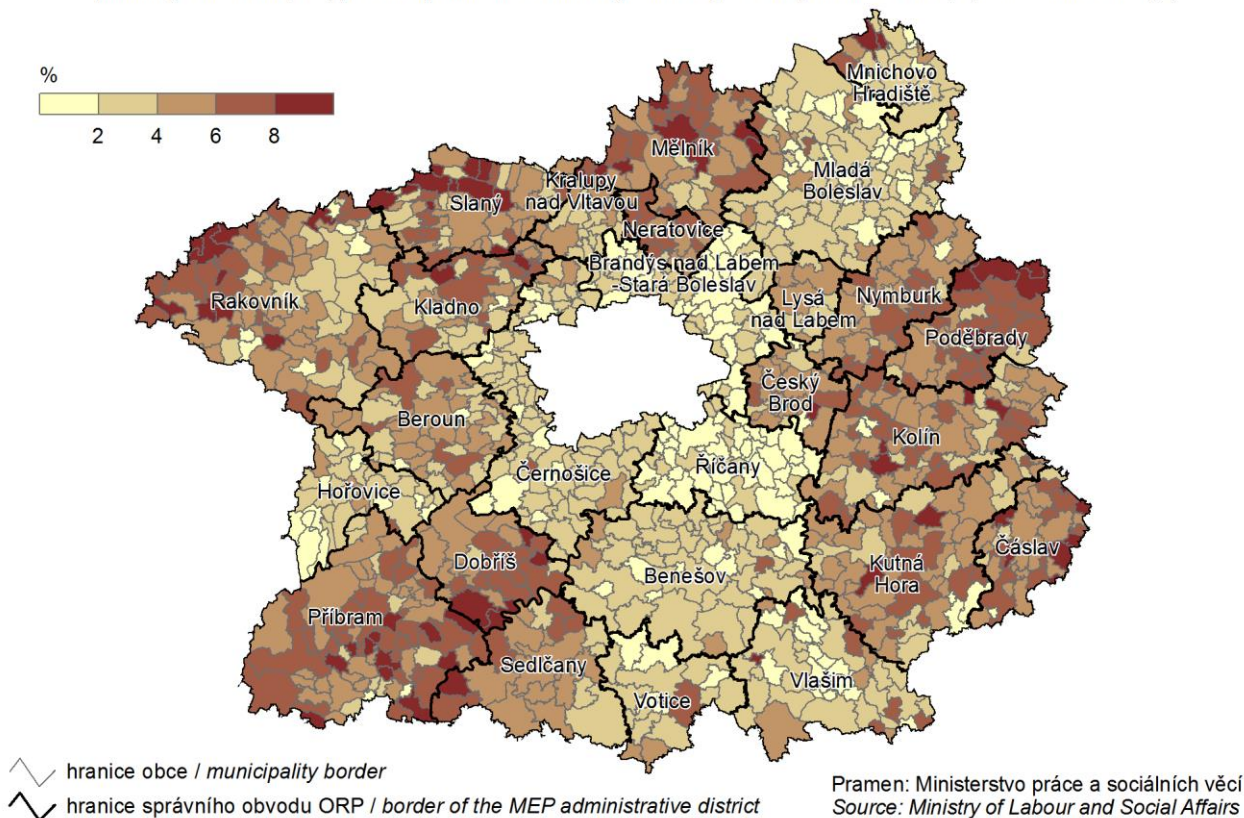 %
2 4 6 8
Mnichovo
Hradiště
Mělník
Mladá
Boleslav
Slaný
Kralupy
nad Vltavou
Neratovice
Brandýs nad Labem
-Stará Boleslav
Rakovník
Kladno
Lysá
nad Labem
Nymburk
Poděbrady
Český
Brod
Beroun
Kolín
Hořovice
Černošice
Říčany
Dobříš
Benešov
Kutná
Hora
Čáslav
Příbram
Sedlčany
Votice
Vlašim
hranice obce / municipality border
hranice správního obvodu ORP / border of the MEP administrative district
Pramen: Ministerstvo práce a sociálních věcí
Source: Ministry of Labour and Social Affairs